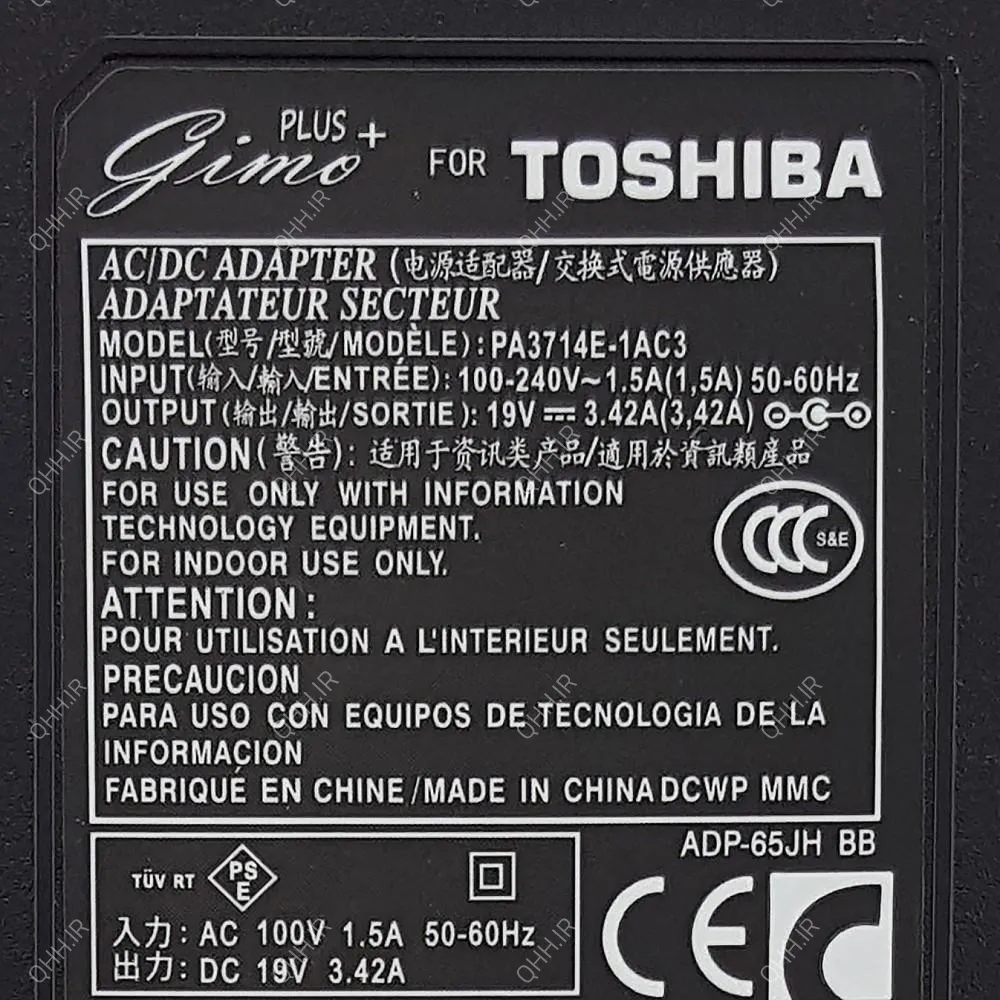 Gimo PLUS + FOR TOSHIBA
AC/DC ADAPTER (电源适配器/交换式電源供應器)
ADAPTATEUR SECTEUR
MODEL(型号/型號/MODÈLE):PA3714E-1AC3
INPUT(输入/輸入/ENTRÉE): 100-240V~1.5A(1,5A) 50-60Hz
OUTPUT(输出/輸出/SORTIE): 19V 3.42A(3,42A)
CAUTION(警告): 适用于资讯类产品/適用於資訊類産品
FOR USE ONLY WITH INFORMATION
TECHNOLOGY EQUIPMENT.
FOR INDOOR USE ONLY.
CCC S&E
ATTENTION:
POUR UTILISATION A L'INTERIEUR SEULEMENT.
PRECAUCION
PARA USO CON EQUIPOS DE TECNOLOGIA DE LA
INFORMACION
FABRIQUÉ EN CHINE/MADE IN CHINA DCWP MMC
ADP-65JH BB
TÜV RT PSE
入力: AC 100V 1.5A 50-60Hz
出力: DC 19V 3.42A
CE
QHH.IR